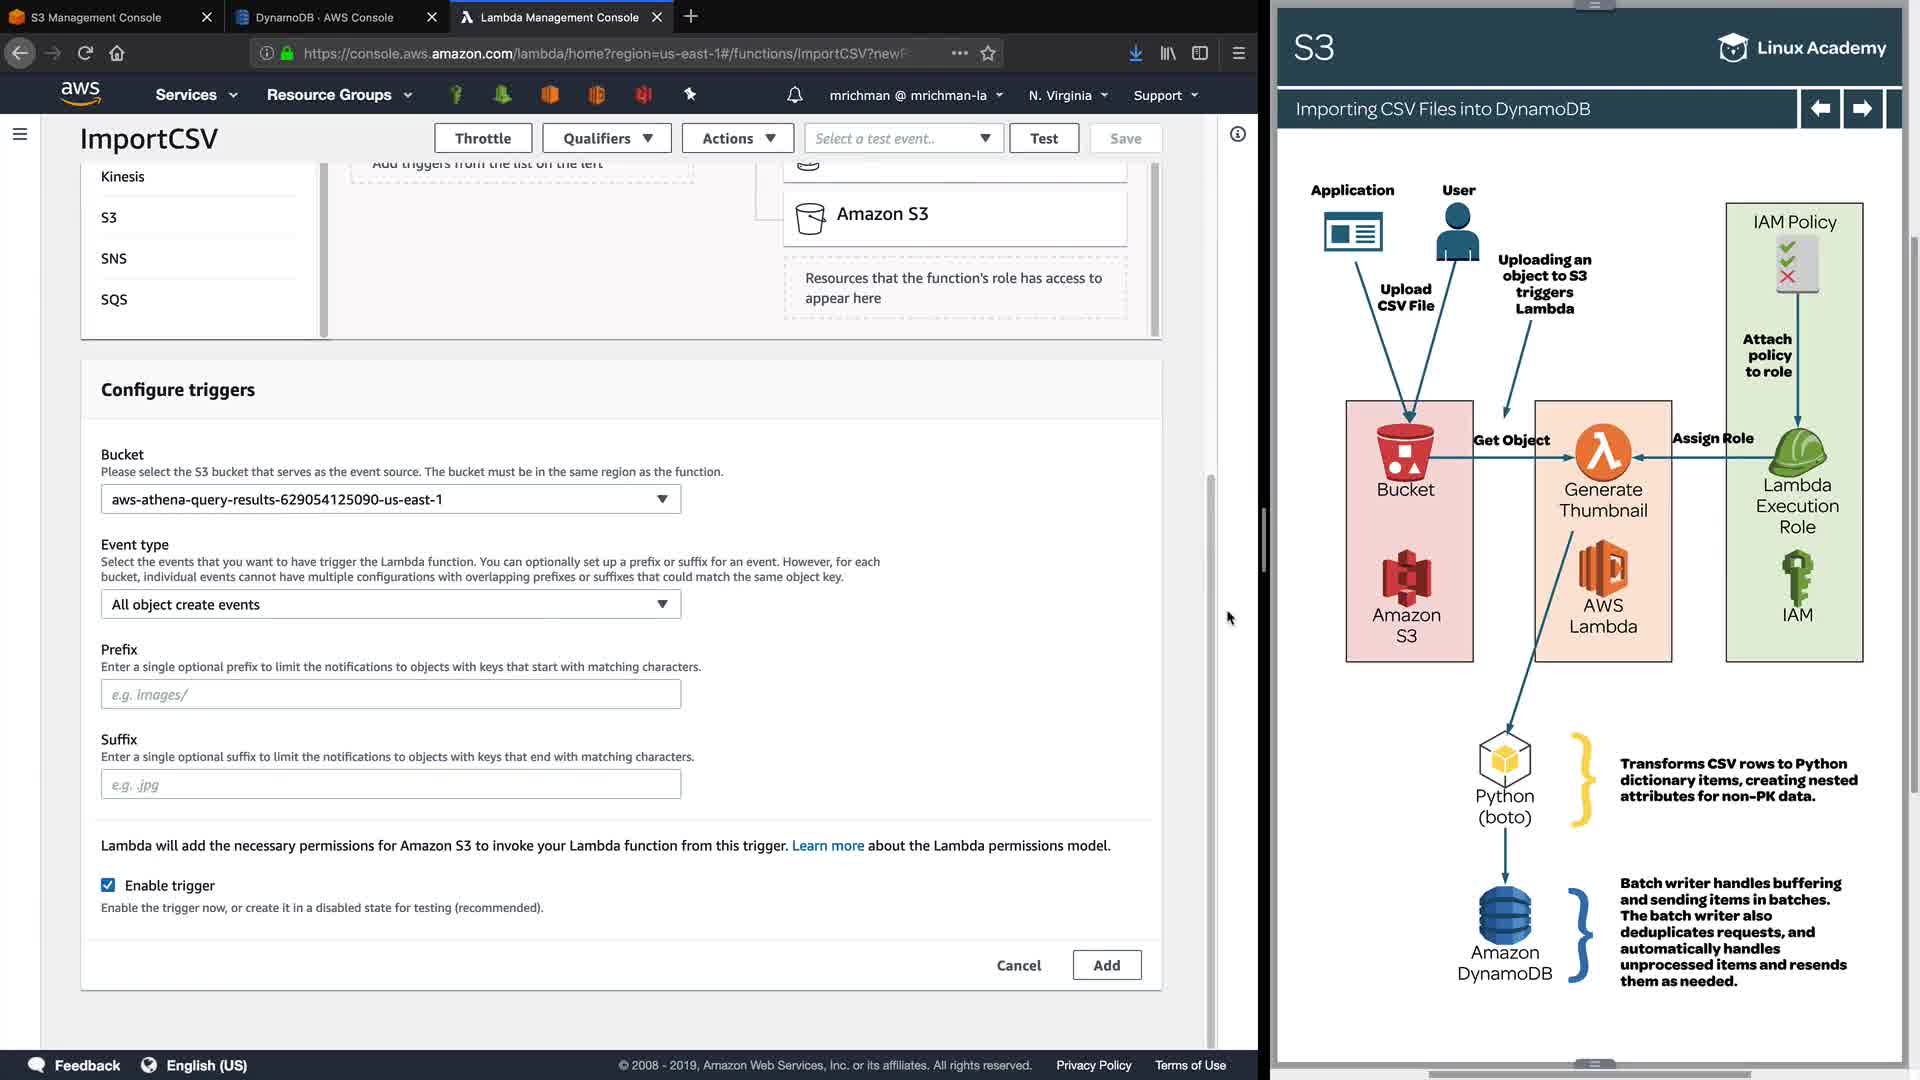 S3 Management Console
DynamoDB · AWS Console
Lambda Management Console
https://console.aws.amazon.com/lambda/home?region=us-east-1#/functions/ImportCSV?newF
aws
Services
Resource Groups
mrichman @ mrichman-la
N. Virginia
Support
ImportCSV
Throttle
Qualifiers
Actions
Select a test event..
Test
Save
Add triggers from the list on the left
Kinesis
S3
SNS
SQS
Amazon S3
Resources that the function's role has access to
appear here
Configure triggers
Bucket
Please select the S3 bucket that serves as the event source. The bucket must be in the same region as the function.
aws-athena-query-results-629054125090-us-east-1
Event type
Select the events that you want to have trigger the Lambda function. You can optionally set up a prefix or suffix for an event. However, for each
bucket, individual events cannot have multiple configurations with overlapping prefixes or suffixes that could match the same object key.
All object create events
Prefix
Enter a single optional prefix to limit the notifications to objects with keys that start with matching characters.
e.g. images/
Suffix
Enter a single optional suffix to limit the notifications to objects with keys that end with matching characters.
e.g. .jpg
Lambda will add the necessary permissions for Amazon S3 to invoke your Lambda function from this trigger. Learn more about the Lambda permissions model.
Enable trigger
Enable the trigger now, or create it in a disabled state for testing (recommended).
Cancel
Add
Feedback
English (US)
© 2008 - 2019, Amazon Web Services, Inc. or its affiliates. All rights reserved.
Privacy Policy
Terms of Use
S3
Linux Academy
Importing CSV Files into DynamoDB
Application
User
IAM Policy
Uploading an
object to S3
triggers
Lambda
Upload
CSV File
Attach
policy
to role
Get Object
Assign Role
Bucket
Generate
Thumbnail
Lambda
Execution
Role
Amazon
S3
AWS
Lambda
IAM
Python
(boto)
Transforms CSV rows to Python
dictionary items, creating nested
attributes for non-PK data.
Amazon
DynamoDB
Batch writer handles buffering
and sending items in batches.
The batch writer also
deduplicates requests, and
automatically handles
unprocessed items and resends
them as needed.